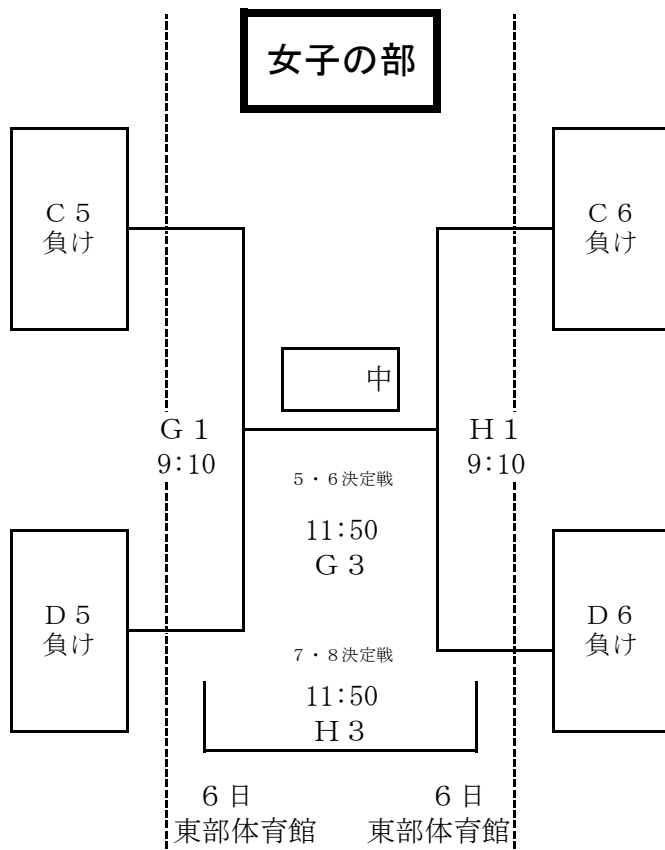 女子の部
Ｃ５
負け
Ｃ６
負け
中
Ｇ１
9:10
Ｈ１
9:10
５・６決定戦
11:50
Ｇ３
Ｄ５
負け
Ｄ６
負け
７・８決定戦
11:50
Ｈ３
６日
東部体育館
６日
東部体育館